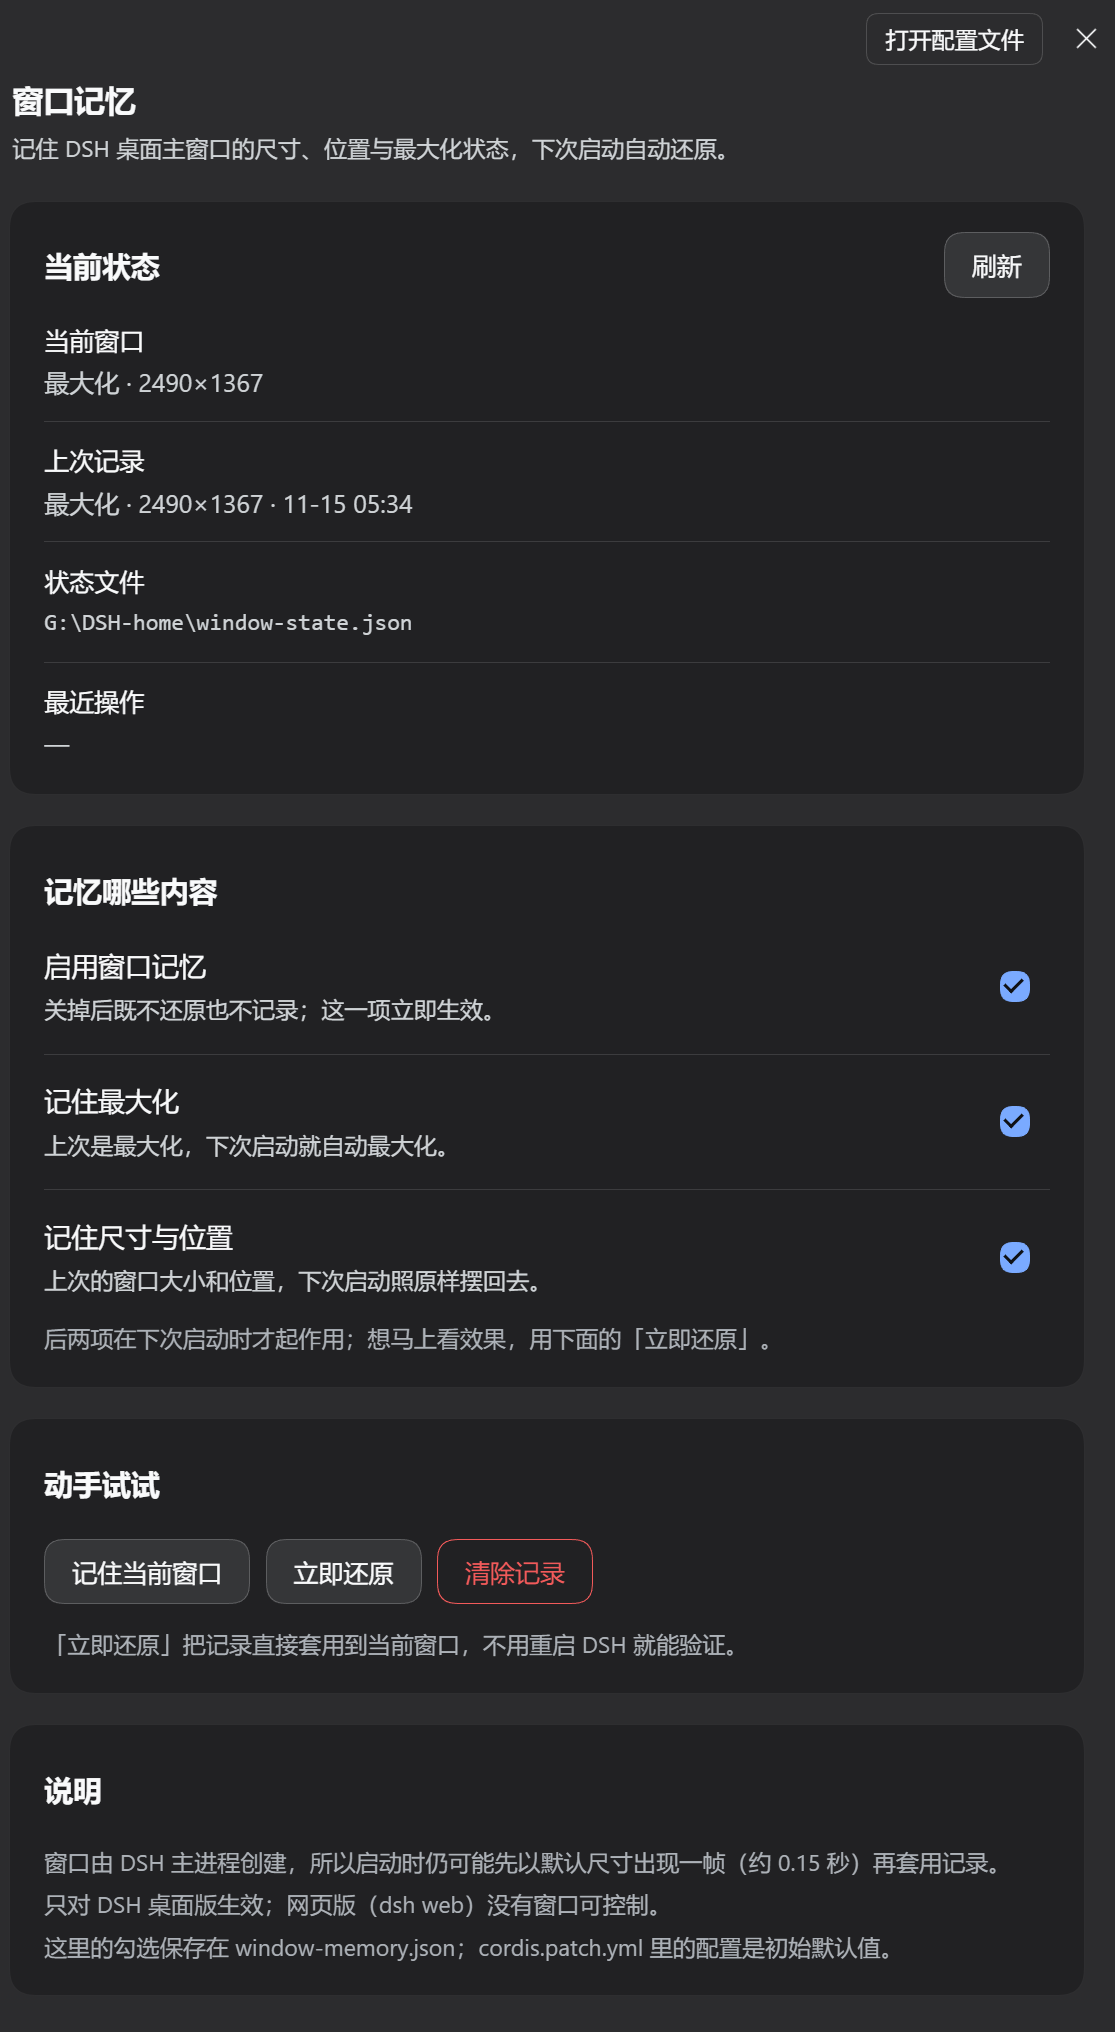 打开配置文件
窗口记忆
记住 DSH 桌面主窗口的尺寸、位置与最大化状态，下次启动自动还原。
当前状态
刷新
当前窗口
最大化 · 2490×1367
上次记录
最大化 · 2490×1367 · 11-15 05:34
状态文件
G:\DSH-home\window-state.json
最近操作
—
记忆哪些内容
启用窗口记忆
关掉后既不还原也不记录；这一项立即生效。
记住最大化
上次是最大化，下次启动就自动最大化。
记住尺寸与位置
上次的窗口大小和位置，下次启动照原样摆回去。
后两项在下次启动时才起作用；想马上看效果，用下面的「立即还原」。
动手试试
记住当前窗口
立即还原
清除记录
「立即还原」把记录直接套用到当前窗口，不用重启 DSH 就能验证。
说明
窗口由 DSH 主进程创建，所以启动时仍可能先以默认尺寸出现一帧（约 0.15 秒）再套用记录。
只对 DSH 桌面版生效；网页版（dsh web）没有窗口可控制。
这里的勾选保存在 window-memory.json；cordis.patch.yml 里的配置是初始默认值。